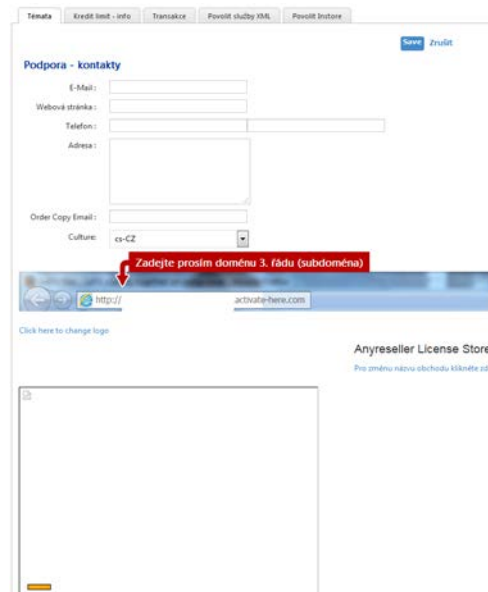 Témata Kredit limit - info Transakce Povolit služby XML Povolit Instore
Save Zrušit
Podpora - kontakty
E-Mail :
Webová stránka :
Telefon :
Adresa :
Order Copy Email :
Culture: cs-CZ
Zadejte prosím doménu 3. řádu (subdoména)
http:// activate-here.com
Click here to change logo
Anyreseller License Store
Pro změnu názvu obchodu klikněte zd